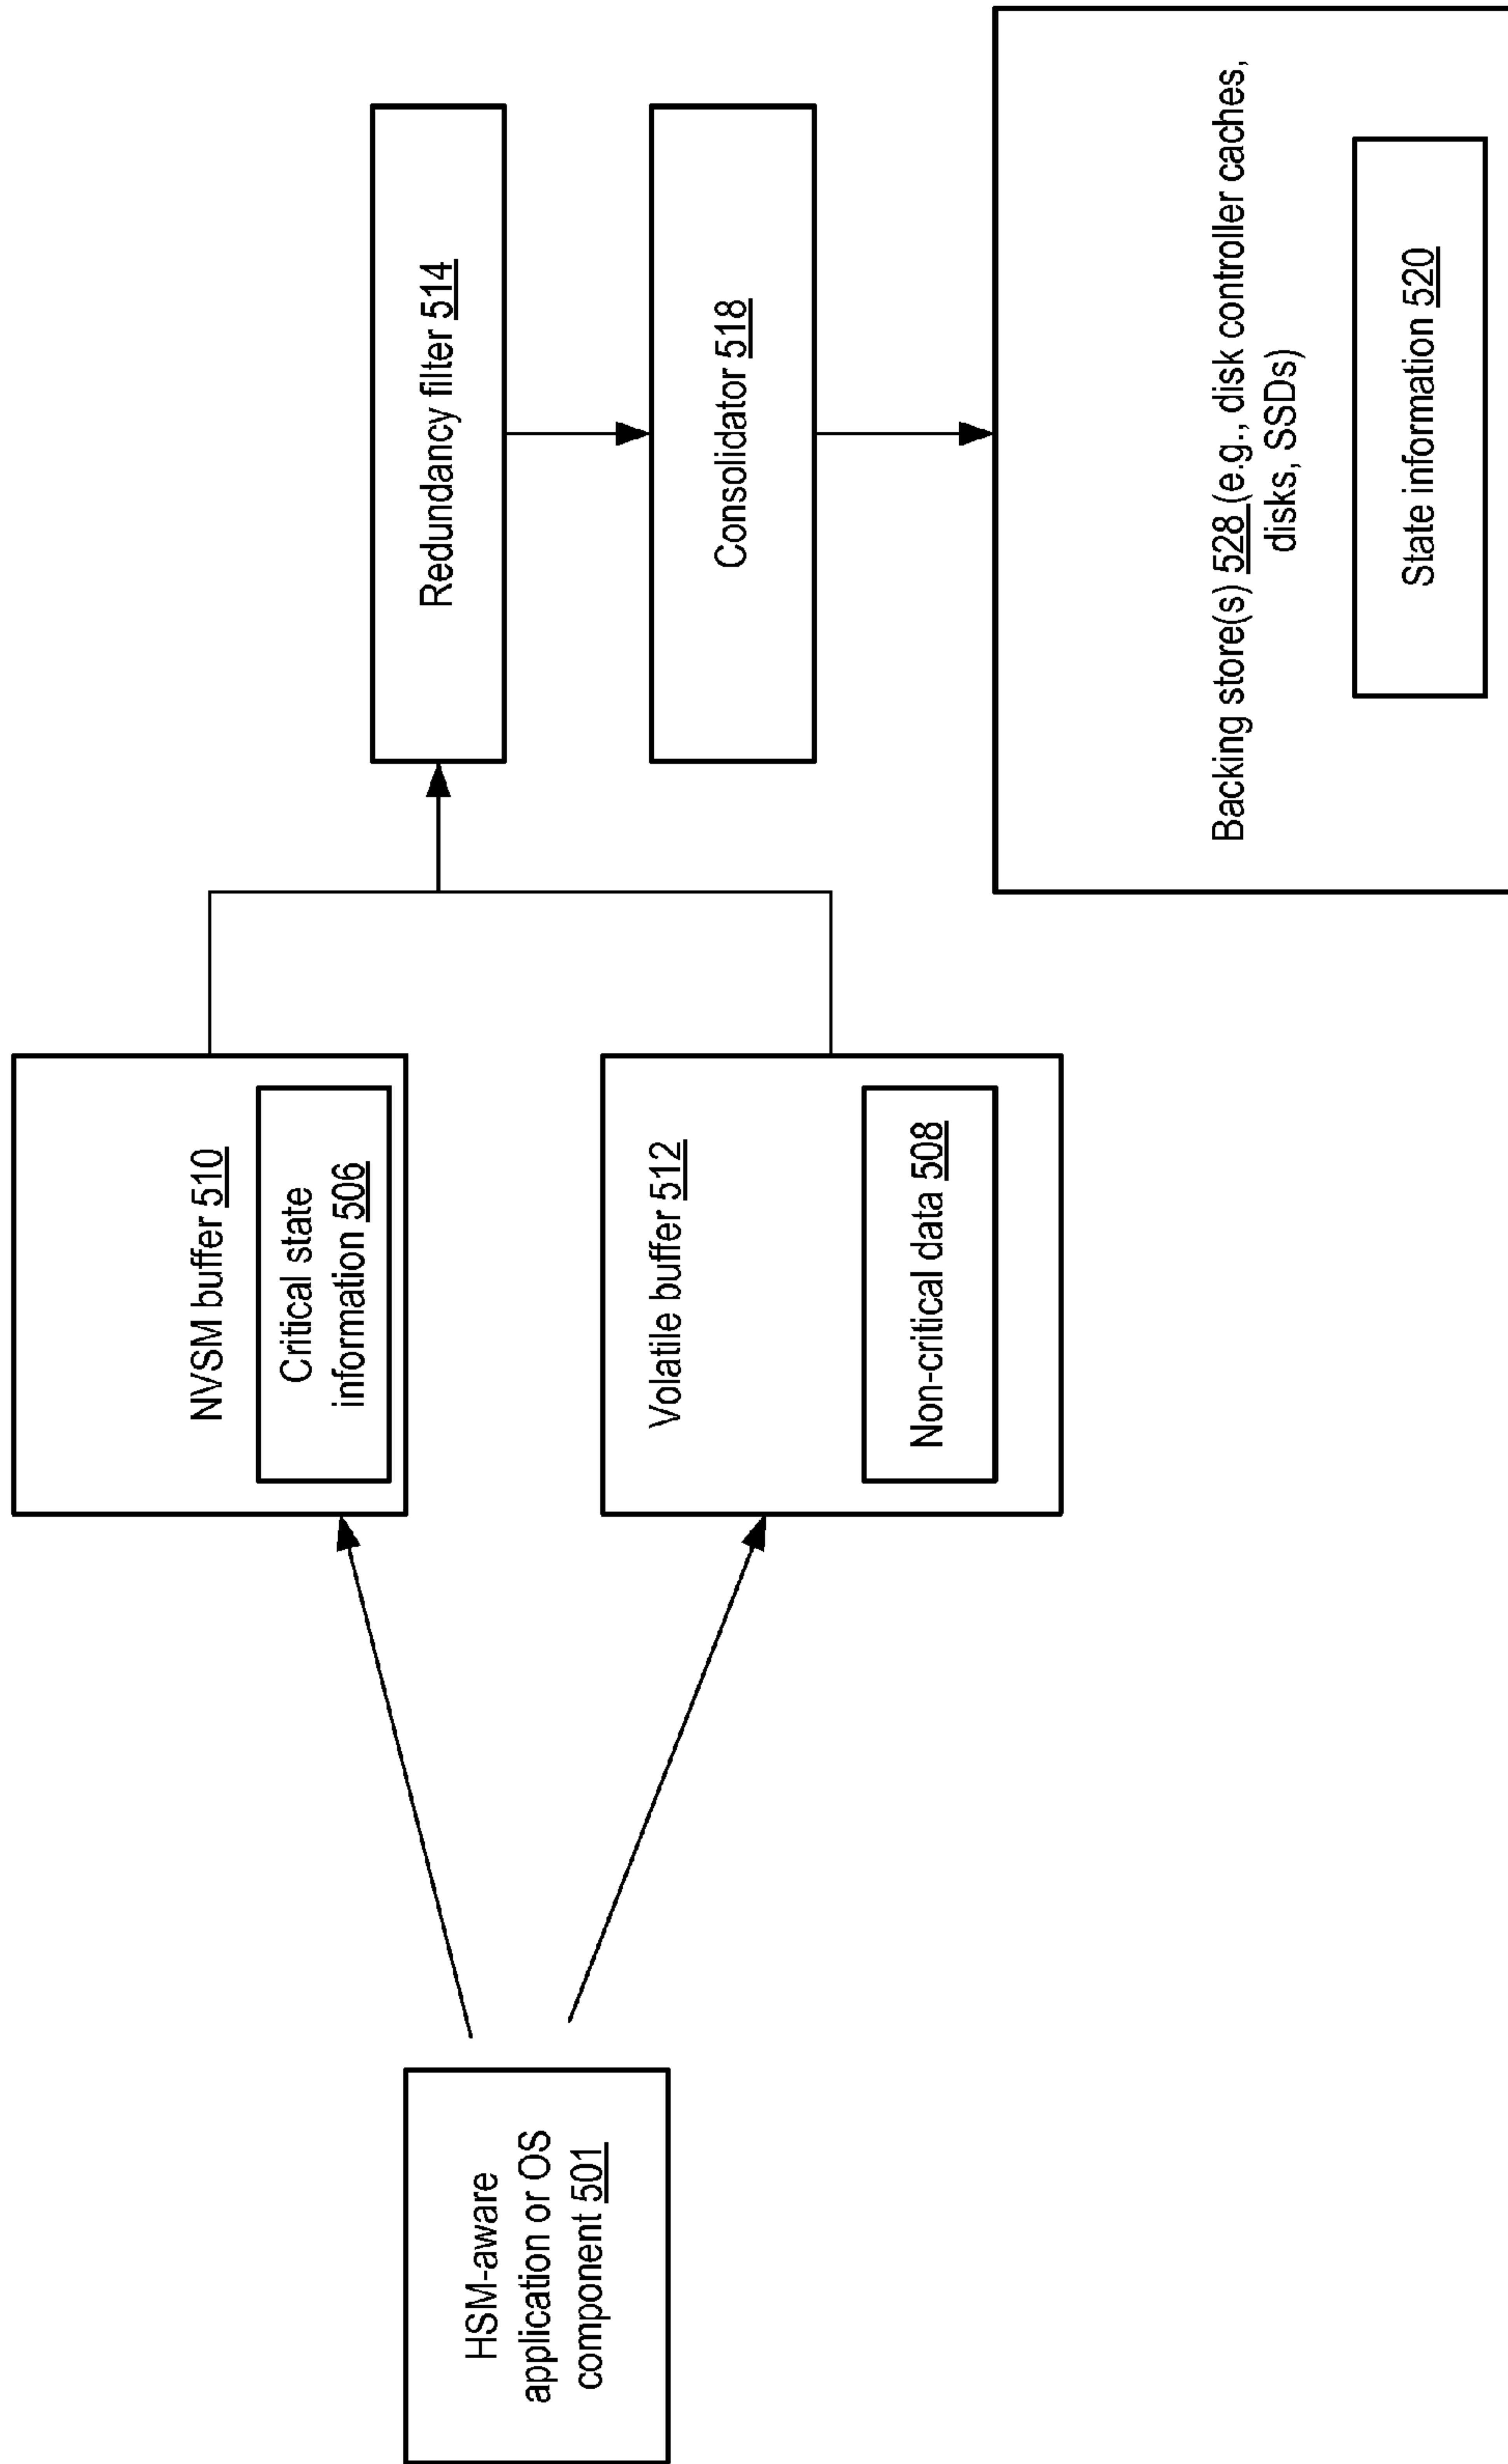 HSM-aware
application or OS
component 501
NVSM buffer 510
Critical state
information 506
Volatile buffer 512
Non-critical data 508
Redundancy filter 514
Consolidator 518
Backing store(s) 528 (e.g., disk controller caches,
disks, SSDs)
State information 520